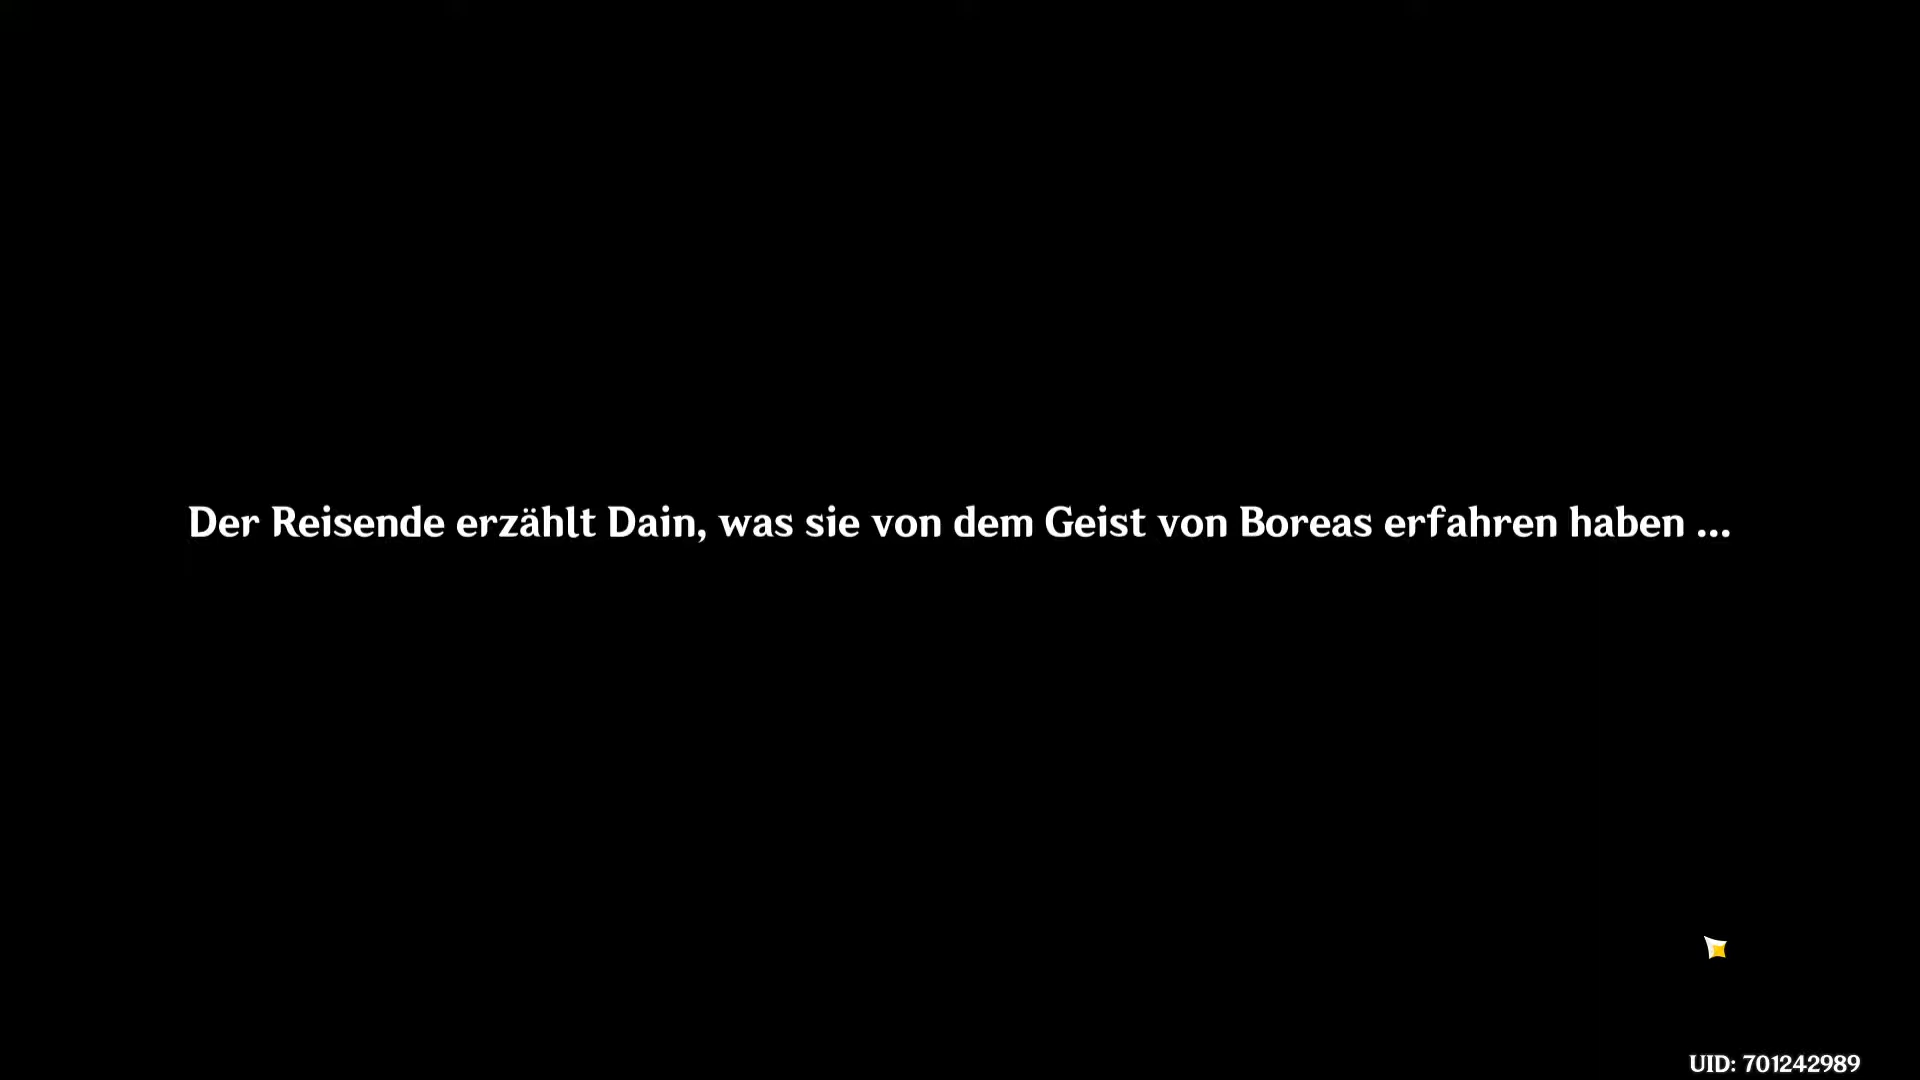 Der Reisende erzählt Dain, was sie von dem Geist von Boreas erfahren haben ...
UID: 701242989